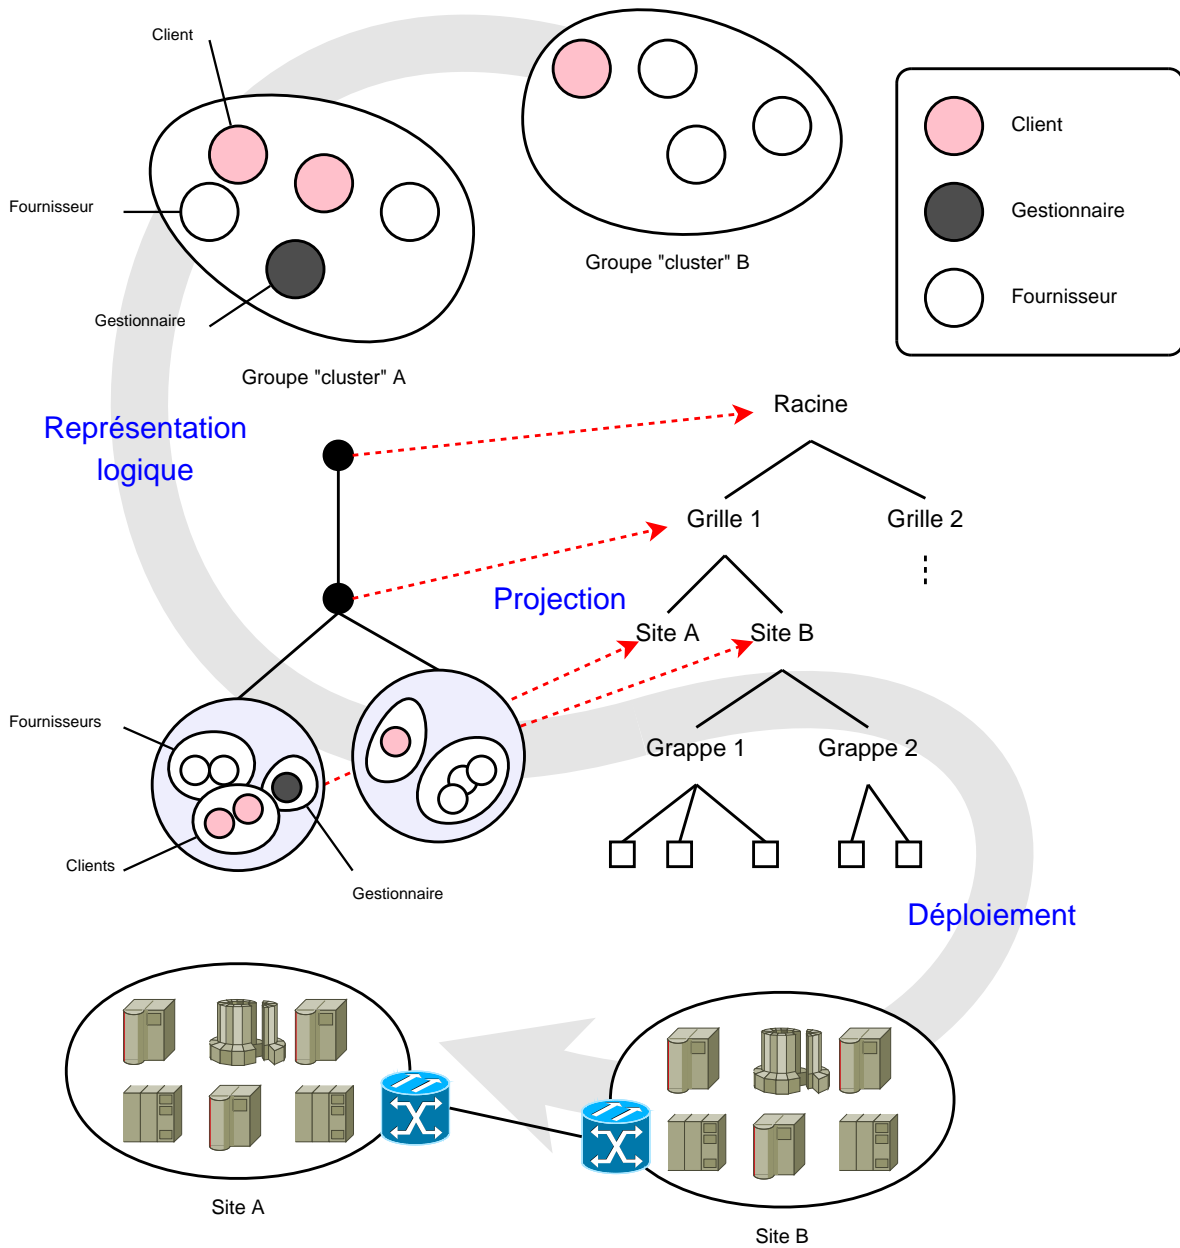 Client
Fournisseur
Gestionnaire
Groupe "cluster" A
Groupe "cluster" B
Client
Gestionnaire
Fournisseur
Représentation
logique
Racine
Grille 1
Grille 2
Projection
Site A
Site B
Fournisseurs
Clients
Gestionnaire
Grappe 1
Grappe 2
Déploiement
Site A
Site B